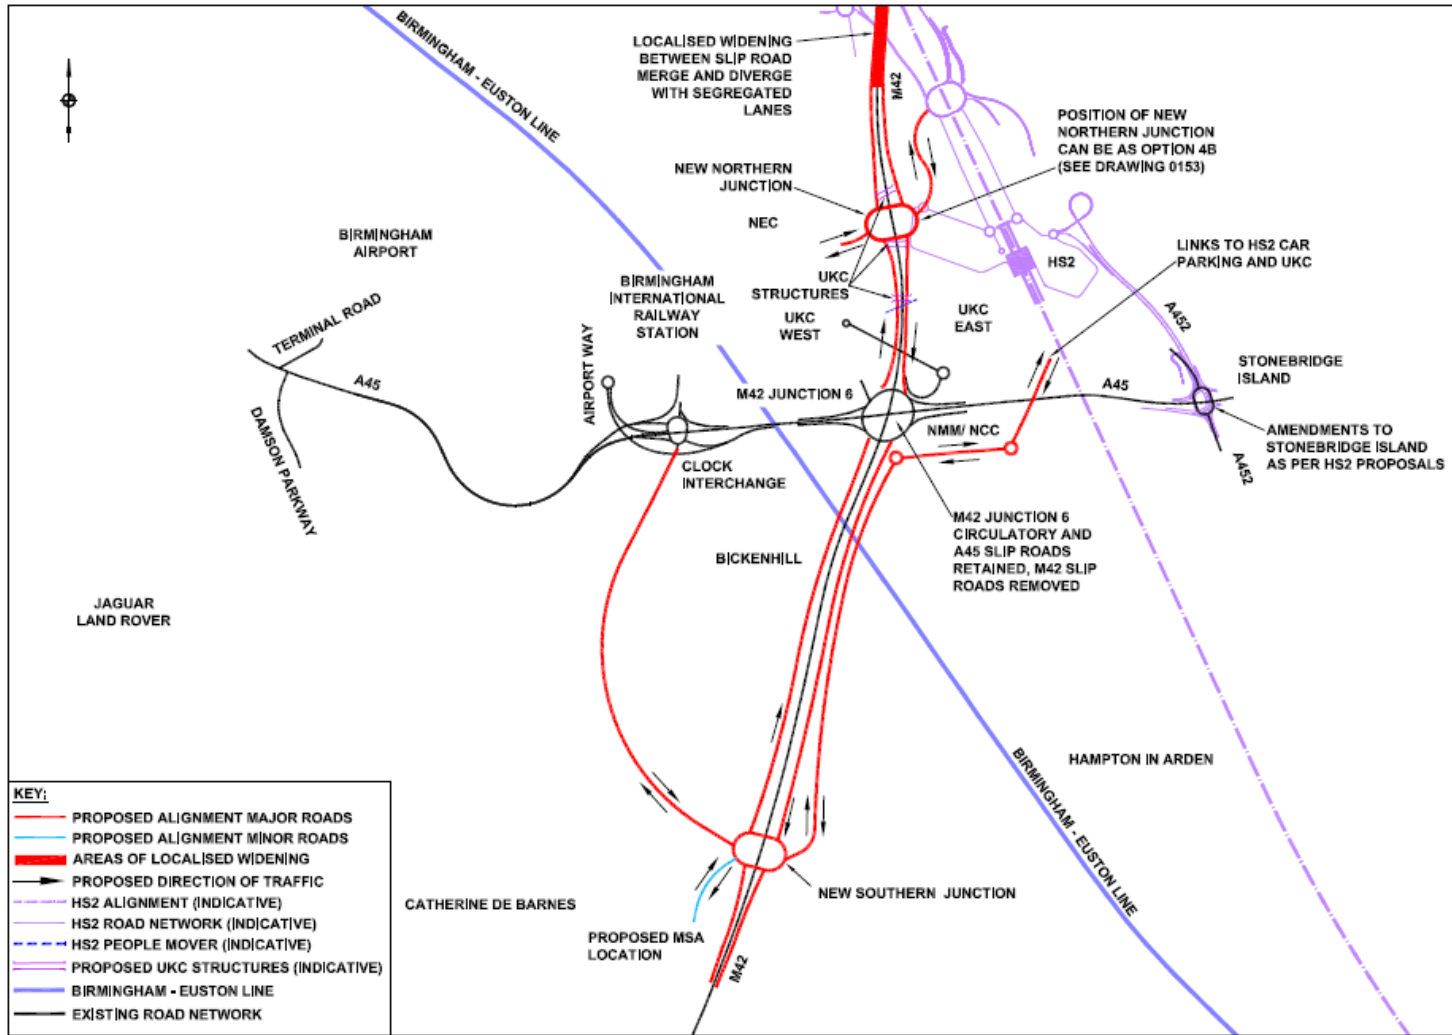 BIRMINGHAM - EUSTON LINE
LOCALISED WIDENING
BETWEEN SLIP ROAD
MERGE AND DIVERGE
WITH SEGREGATED
LANES
M42
POSITION OF NEW
NORTHERN JUNCTION
CAN BE AS OPTION 4B
(SEE DRAWING 0153)
NEW NORTHERN
JUNCTION
NEC
BIRMINGHAM
AIRPORT
LINKS TO HS2 CAR
PARKING AND UKC
HS2
BIRMINGHAM
INTERNATIONAL
RAILWAY
STATION
UKC
STRUCTURES
UKC
WEST
UKC
EAST
A452
TERMINAL ROAD
STONEBRIDGE
ISLAND
A45
AIRPORT WAY
M42 JUNCTION 6
A45
DAMSON PARKWAY
NMM/ NCC
AMENDMENTS TO
STONEBRIDGE ISLAND
AS PER HS2 PROPOSALS
A452
CLOCK
INTERCHANGE
M42 JUNCTION 6
CIRCULATORY AND
A45 SLIP ROADS
RETAINED, M42 SLIP
ROADS REMOVED
BICKENHILL
JAGUAR
LAND ROVER
HAMPTON IN ARDEN
BIRMINGHAM - EUSTON LINE
NEW SOUTHERN JUNCTION
CATHERINE DE BARNES
PROPOSED MSA
LOCATION
M42
KEY:
PROPOSED ALIGNMENT MAJOR ROADS
PROPOSED ALIGNMENT MINOR ROADS
AREAS OF LOCALISED WIDENING
PROPOSED DIRECTION OF TRAFFIC
HS2 ALIGNMENT (INDICATIVE)
HS2 ROAD NETWORK (INDICATIVE)
HS2 PEOPLE MOVER (INDICATIVE)
PROPOSED UKC STRUCTURES (INDICATIVE)
BIRMINGHAM - EUSTON LINE
EXISTING ROAD NETWORK